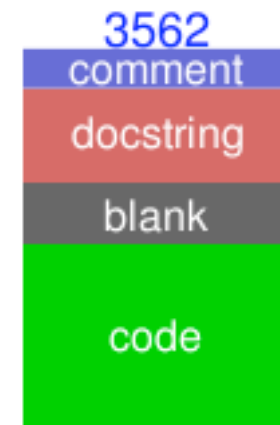 3562
comment
docstring
blank
code